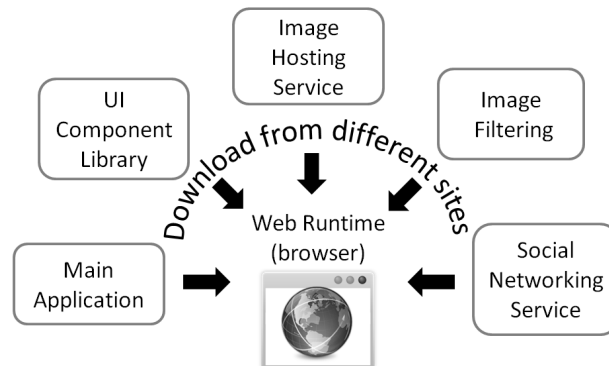 Image
Hosting
Service
UI
Component
Library
Image
Filtering
Download from different sites
Web Runtime
(browser)
Main
Application
Social
Networking
Service